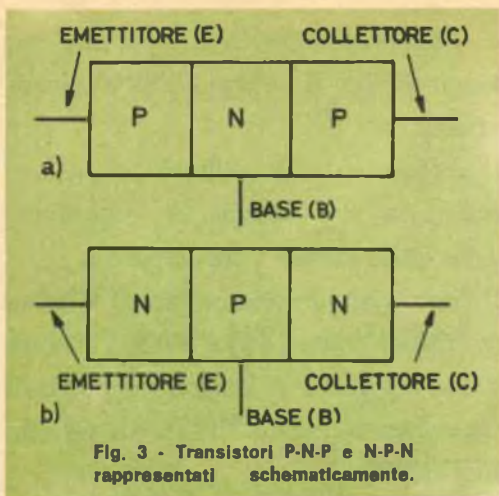 EMETTITORE (E) COLLETTORE (C)
P N P
a)
BASE (B)
N P N
EMETTITORE (E) COLLETTORE (C)
b)
BASE (B)
Fig. 3 - Transistori P-N-P e N-P-N
rappresentati schematicamente.